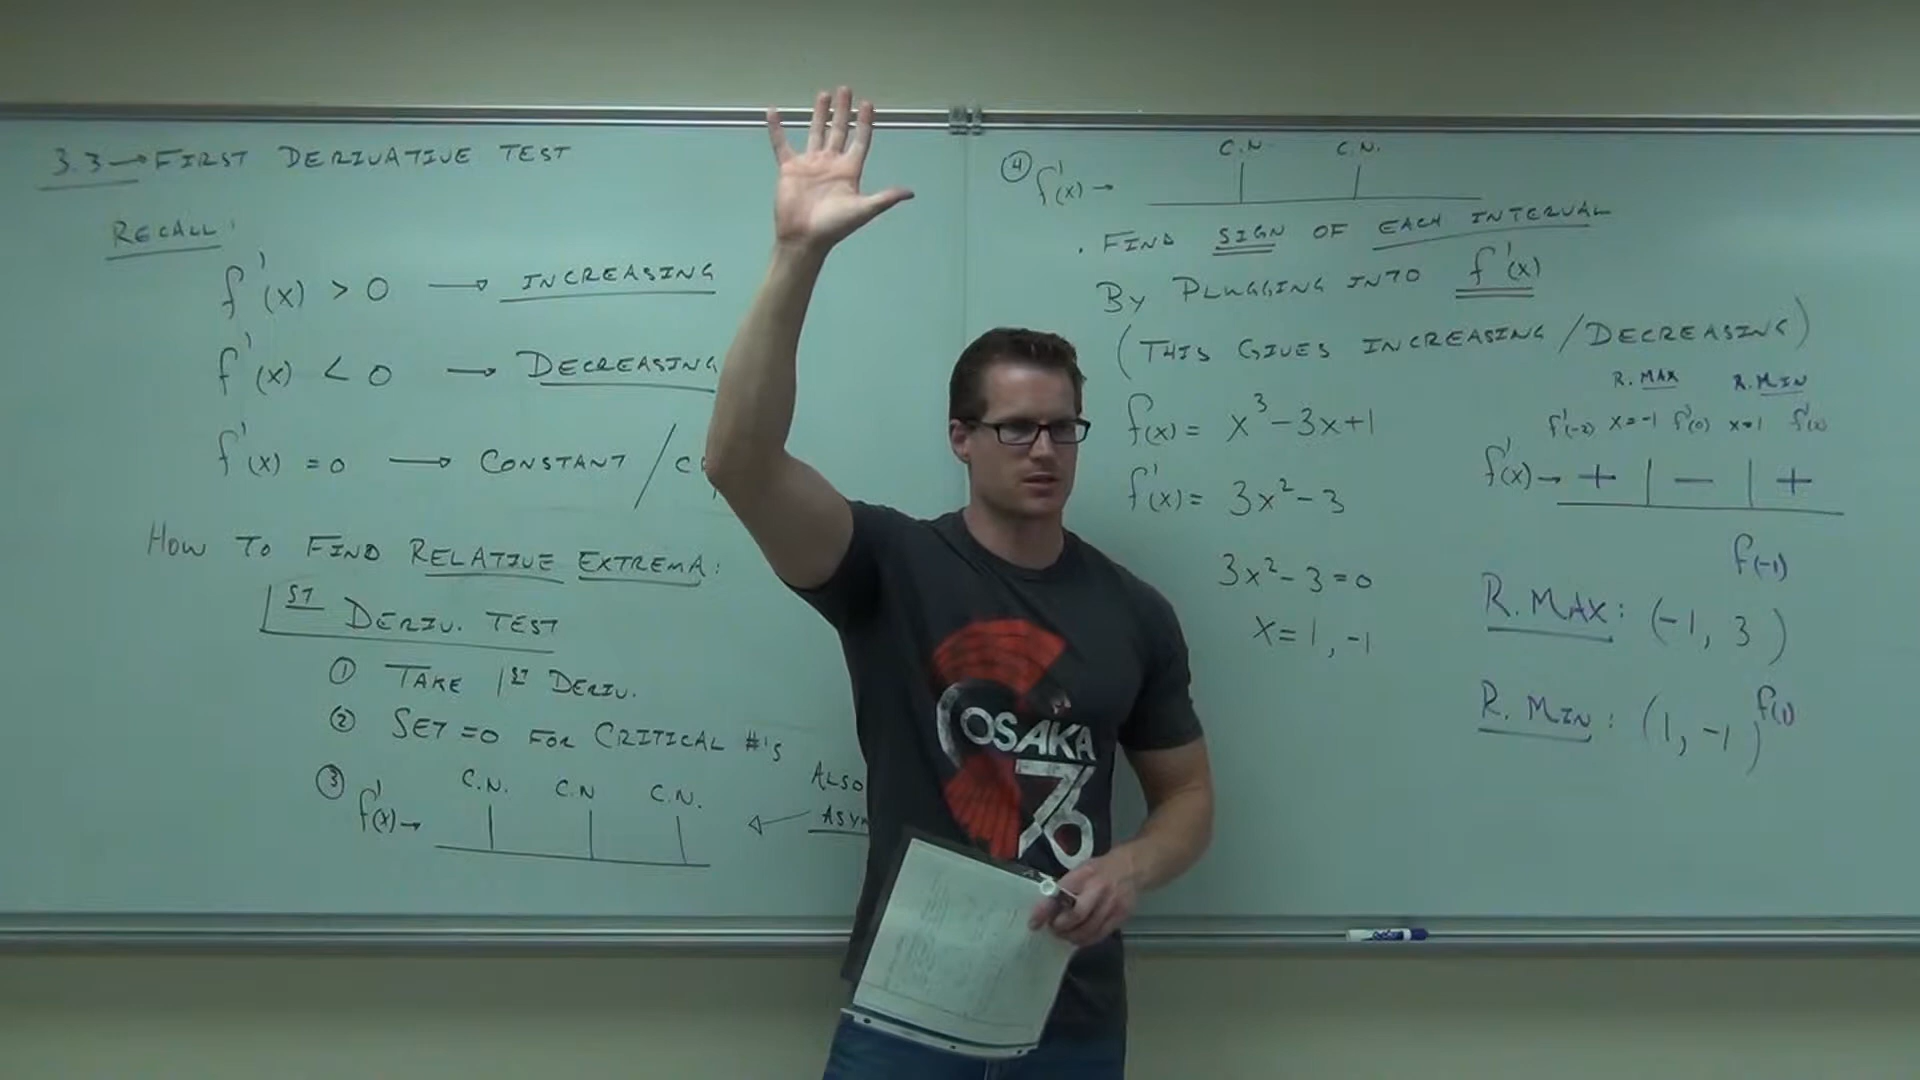 3.3→FIRST DERIVATIVE TEST
RECALL:
f'(x) > 0 → INCREASING
f'(x) < 0 → DECREASING
f'(x) = 0 → CONSTANT /
HOW TO FIND RELATIVE EXTREMA:
1ST DERIV. TEST
① TAKE 1ST DERIV.
② SET =0 FOR CRITICAL #'S
③ f'(x)→ C.N. C.N C.N.
ALSO
④ f'(x) → C.N. C.N.
. FIND SIGN OF EACH INTERVAL
BY PLUGGING INTO f'(x)
(THIS GIVES INCREASING/DECREASING)
f(x) = x³-3x+1
f'(x) = 3x²-3
3x²-3=0
x=1,-1
R. MAX R. MIN
f'(-2) x=-1 f'(0) x=1 f'(2)
f'(x)→ + | − | +
f(-1)
R. MAX: (-1, 3)
R. MIN: (1, -1) f(1)
OSAKA
76